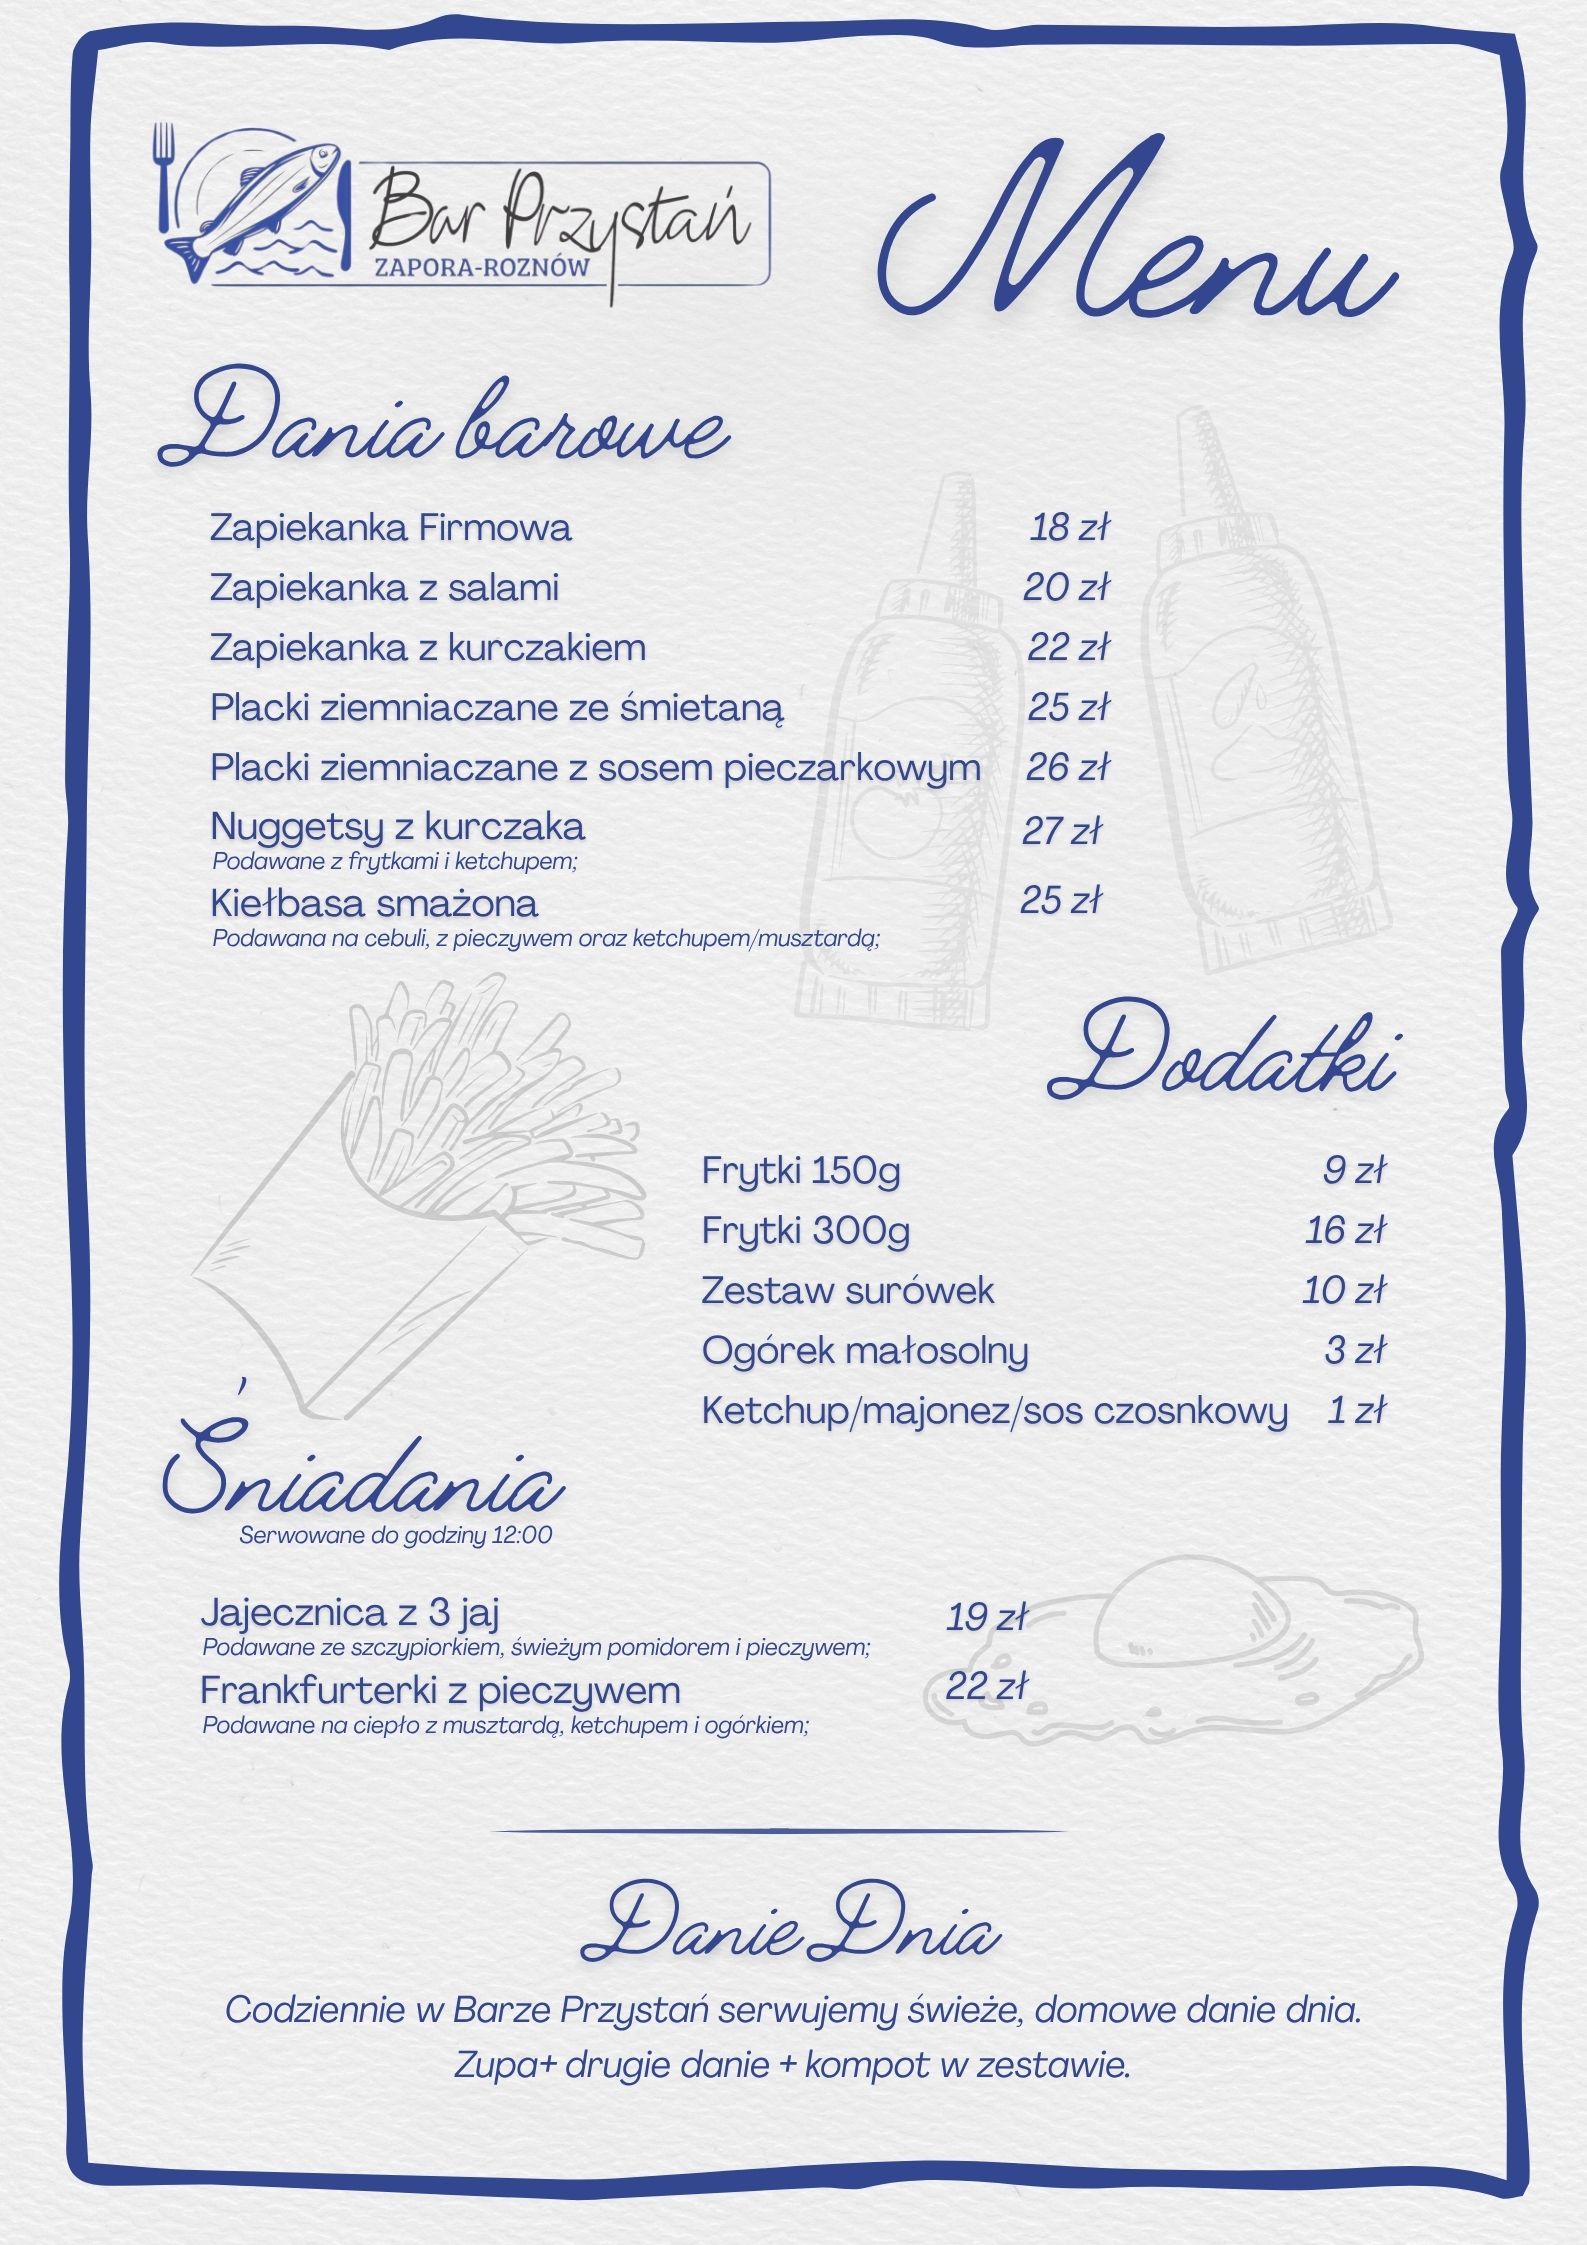 Bar Przystań
ZAPORA-ROZNÓW
Menu
Dania barowe
Zapiekanka Firmowa 18 zł
Zapiekanka z salami 20 zł
Zapiekanka z kurczakiem 22 zł
Placki ziemniaczane ze śmietaną 25 zł
Placki ziemniaczane z sosem pieczarkowym 26 zł
Nuggetsy z kurczaka 27 zł
Podawane z frytkami i ketchupem;
Kiełbasa smażona 25 zł
Podawana na cebuli, z pieczywem oraz ketchupem/musztardą;
Dodatki
Frytki 150g 9 zł
Frytki 300g 16 zł
Zestaw surówek 10 zł
Ogórek małosolny 3 zł
Ketchup/majonez/sos czosnkowy 1 zł
Śniadania
Serwowane do godziny 12:00
Jajecznica z 3 jaj 19 zł
Podawane ze szczypiorkiem, świeżym pomidorem i pieczywem;
Frankfurterki z pieczywem 22 zł
Podawane na ciepło z musztardą, ketchupem i ogórkiem;
Danie Dnia
Codziennie w Barze Przystań serwujemy świeże, domowe danie dnia.
Zupa+ drugie danie + kompot w zestawie.